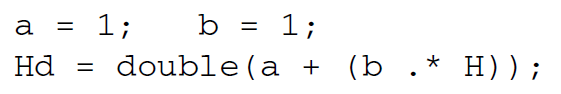 a = 1;   b = 1;
Hd = double(a + (b .* H));